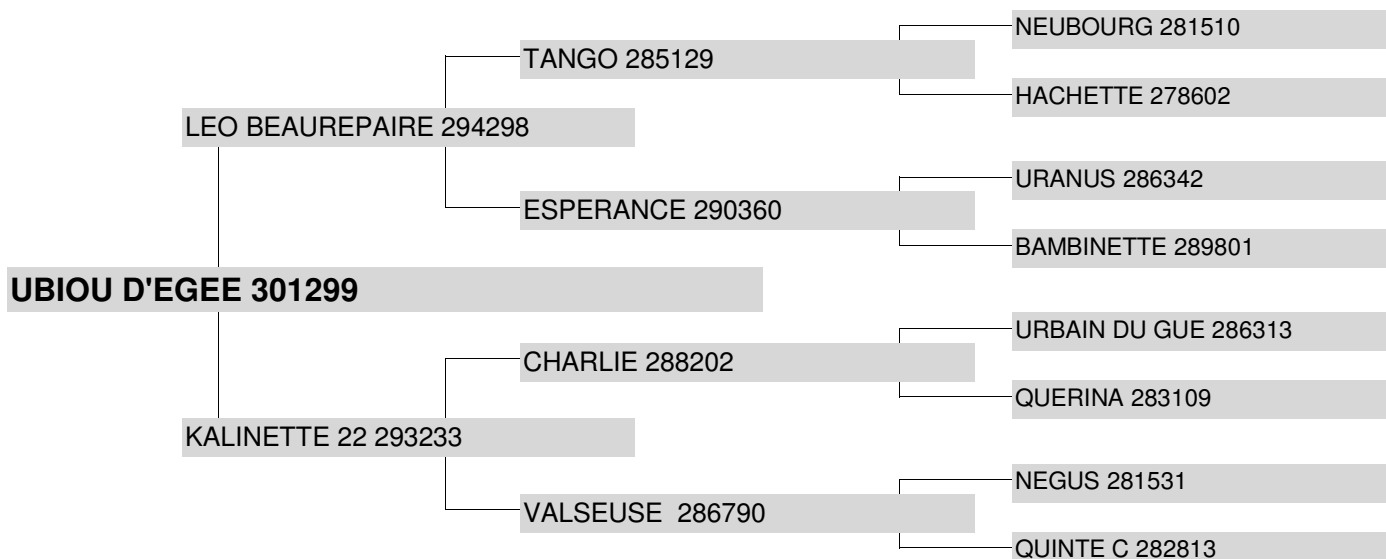 NEUBOURG 281510
TANGO 285129
HACHETTE 278602
LEO BEAUREPAIRE 294298
URANUS 286342
ESPERANCE 290360
BAMBINETTE 289801
UBIOU D'EGEE 301299
URBAIN DU GUE 286313
CHARLIE 288202
QUERINA 283109
KALINETTE 22 293233
NEGUS 281531
VALSEUSE 286790
QUINTE C 282813